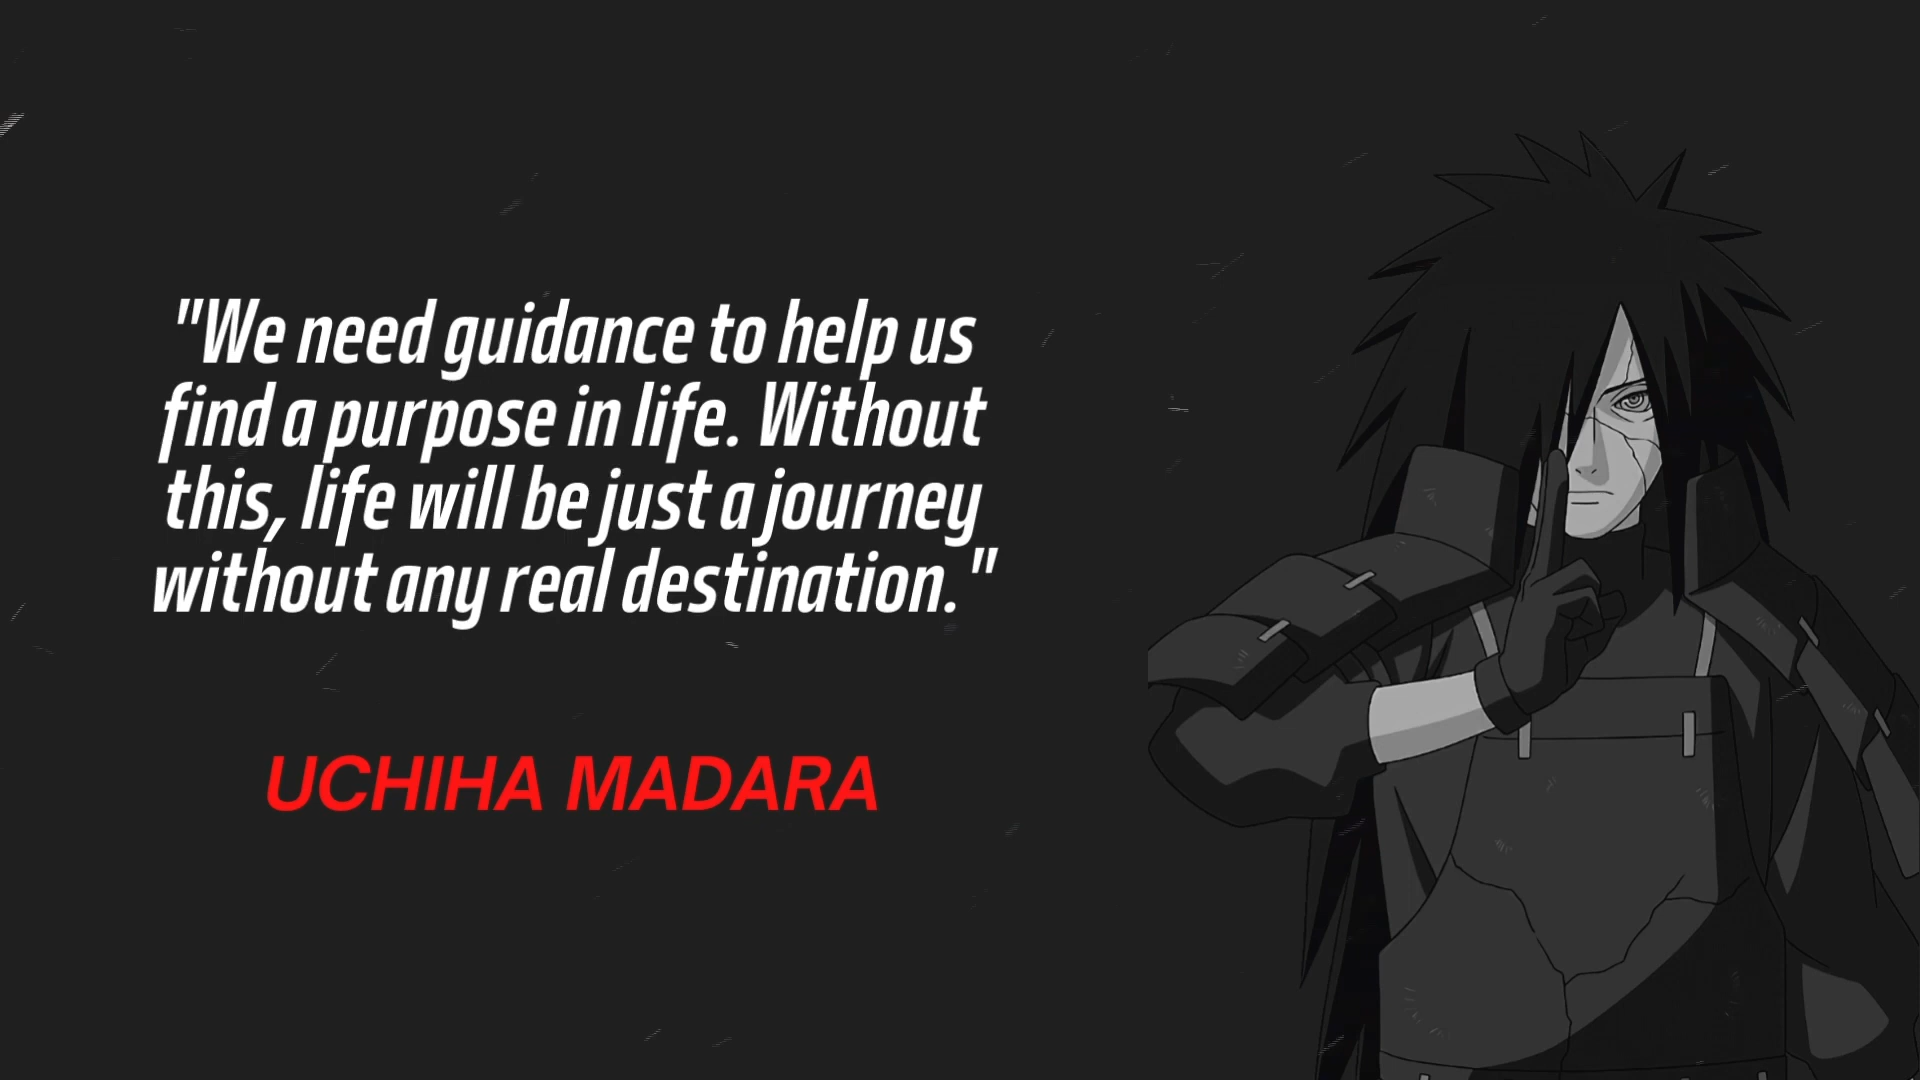 "We need guidance to help us
find a purpose in life. Without
this, life will be just a journey
without any real destination."
UCHIHA MADARA